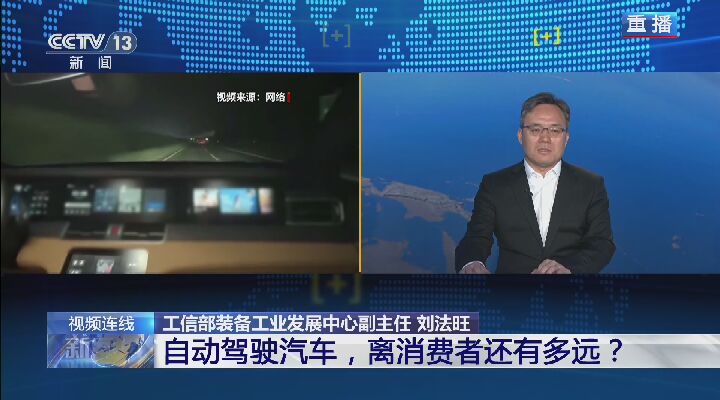 CCTV 13
新闻
重播
视频来源：网络
视频连线
工信部装备工业发展中心副主任 刘法旺
自动驾驶汽车，离消费者还有多远？